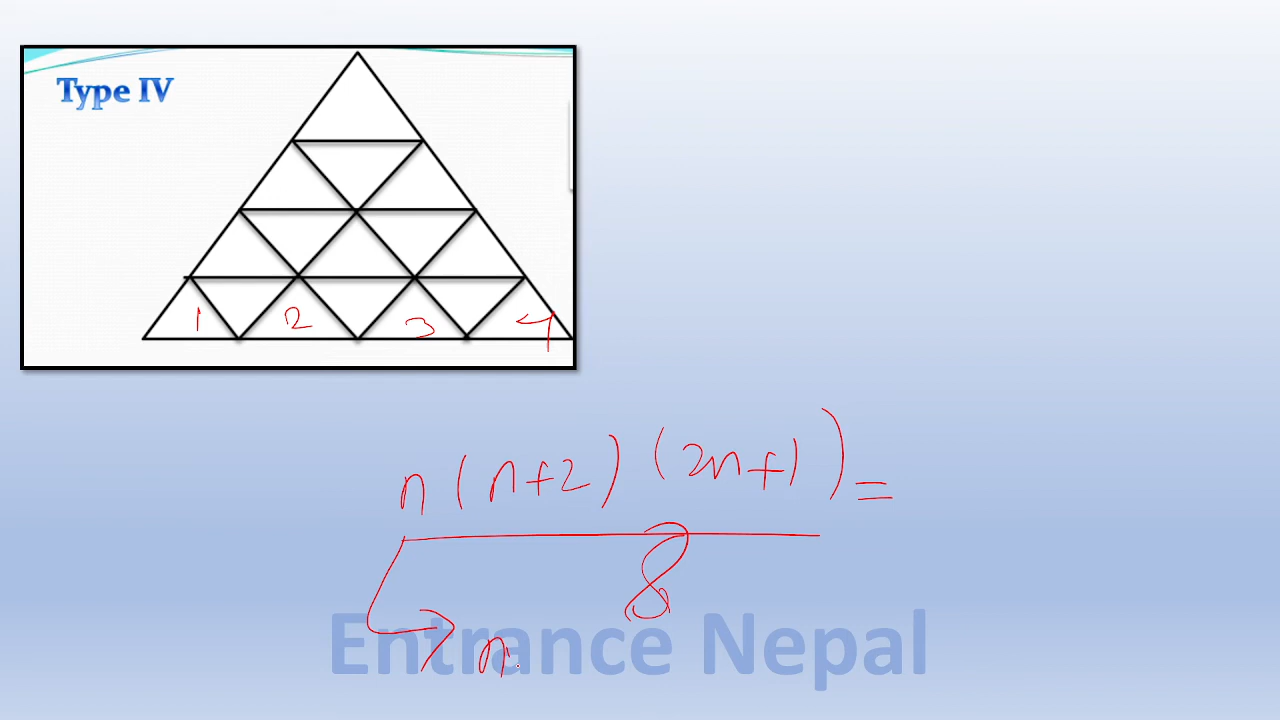 Type IV
1 2 3 4
n(n+2)(2n+1) =
8
n
Entrance Nepal